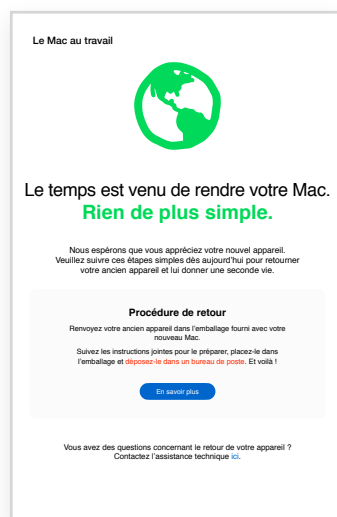 Le Mac au travail
Le temps est venu de rendre votre Mac.
Rien de plus simple.
Nous espérons que vous appréciez votre nouvel appareil.
Veuillez suivre ces étapes simples dès aujourd'hui pour retourner
votre ancien appareil et lui donner une seconde vie.
Procédure de retour
Renvoyez votre ancien appareil dans l'emballage fourni avec votre
nouveau Mac.
Suivez les instructions jointes pour le préparer, placez-le dans
l'emballage et déposez-le dans un bureau de poste. Et voilà !
En savoir plus
Vous avez des questions concernant le retour de votre appareil ?
Contactez l'assistance technique ici.